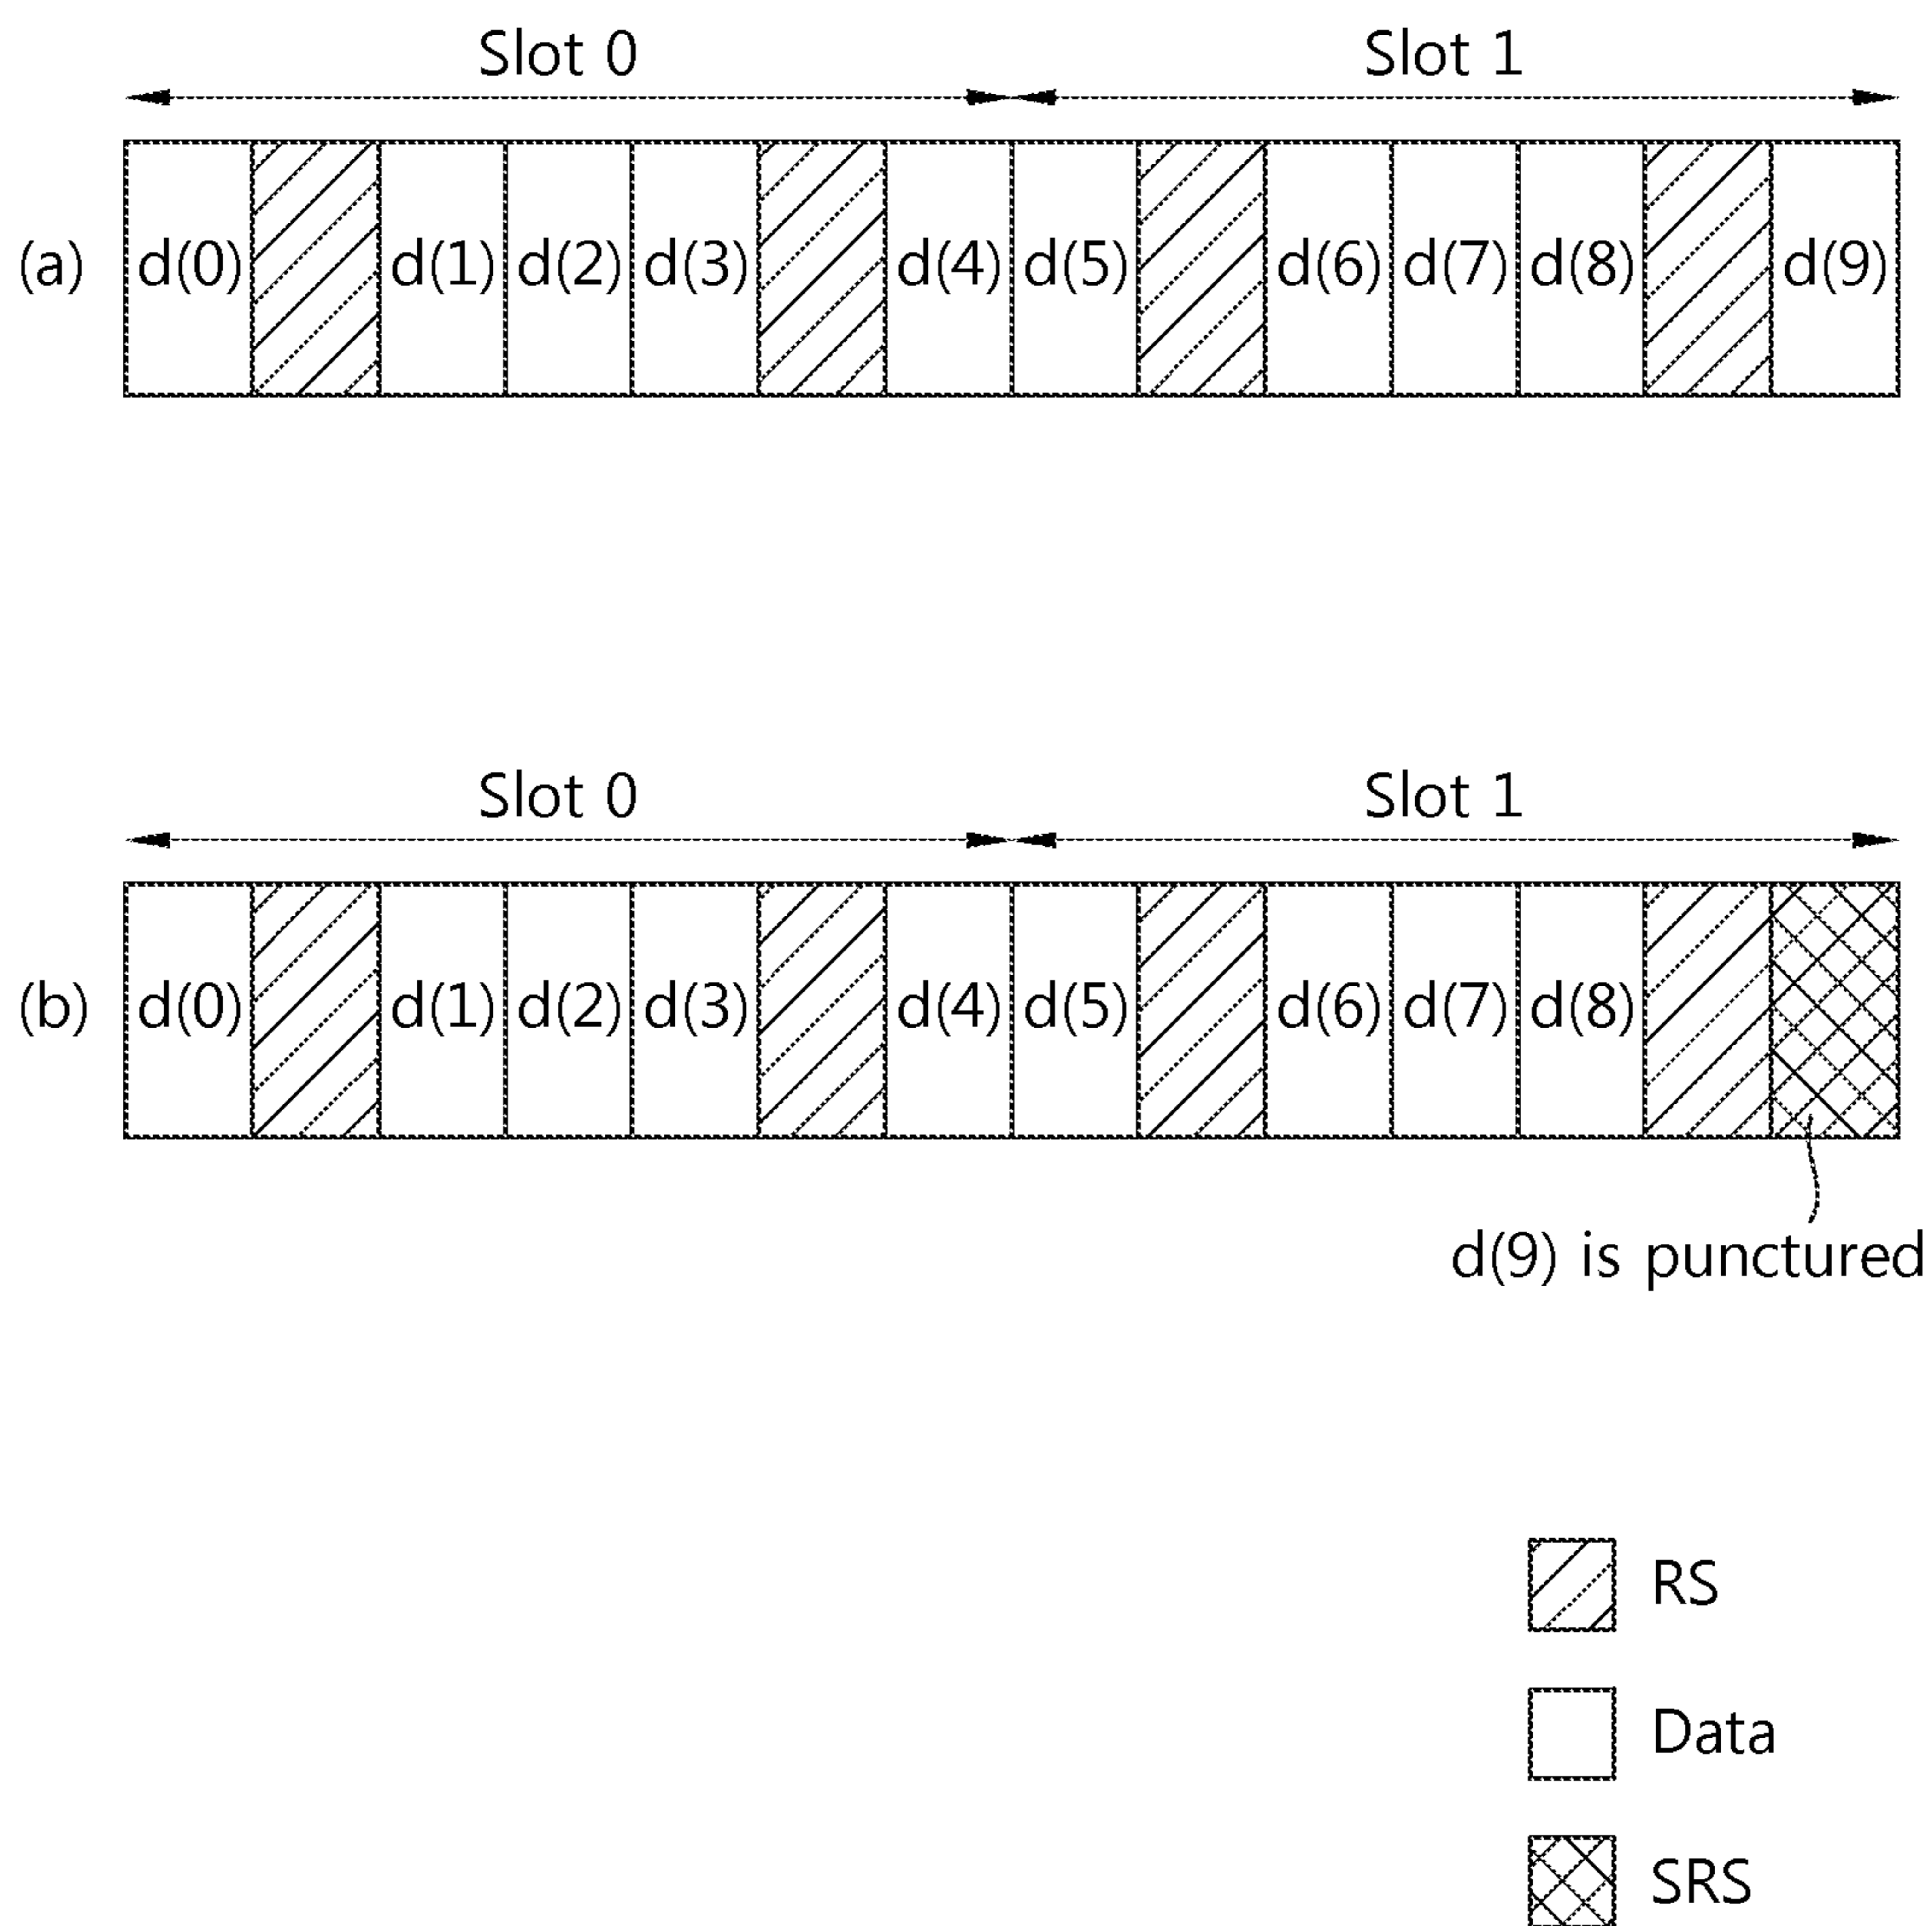 Slot 0 Slot 1
(a) d(0) d(1) d(2) d(3) d(4) d(5) d(6) d(7) d(8) d(9)
Slot 0 Slot 1
(b) d(0) d(1) d(2) d(3) d(4) d(5) d(6) d(7) d(8)
d(9) is punctured
RS
Data
SRS